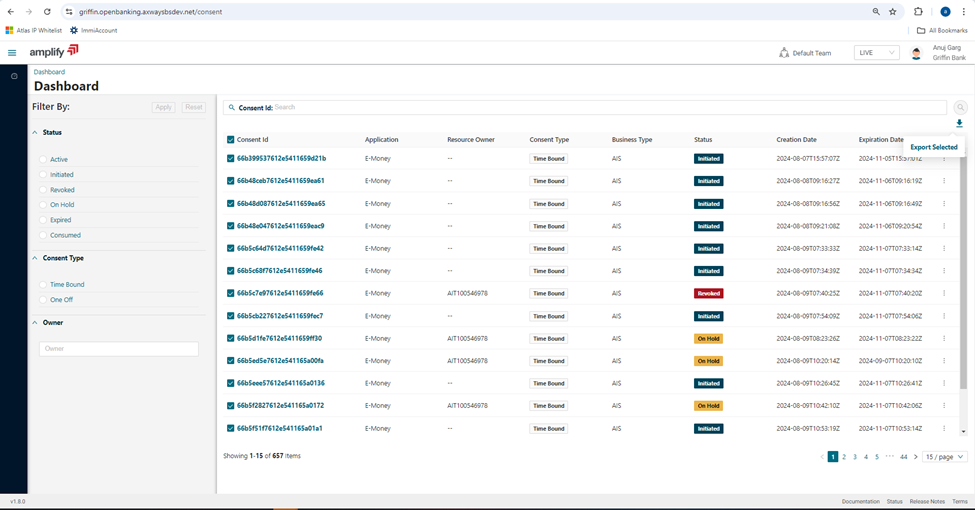 griffin.openbanking.axwaysbsdev.net/consent
a
Atlas IP Whitelist ImmiAccount All Bookmarks
amplify Default Team LIVE Anuj Garg
Griffin Bank
Dashboard
Dashboard
Filter By: Apply Reset
Status
Active
Initiated
Revoked
On Hold
Expired
Consumed
Consent Type
Time Bound
One Off
Owner
Owner
Consent Id: Search
Export Selected
Consent Id Application Resource Owner Consent Type Business Type Status Creation Date Expiration Date
66b399537612e5411659d21b E-Money -- Time Bound AIS Initiated 2024-08-07T15:57:07Z 2024-11-05T15:57:01Z
66b48ceb7612e5411659ea61 E-Money -- Time Bound AIS Initiated 2024-08-08T09:16:27Z 2024-11-06T09:16:19Z
66b48d087612e5411659ea65 E-Money -- Time Bound AIS Initiated 2024-08-08T09:16:56Z 2024-11-06T09:16:49Z
66b48e047612e5411659eac9 E-Money -- Time Bound AIS Initiated 2024-08-08T09:21:08Z 2024-11-06T09:20:54Z
66b5c64d7612e5411659fe42 E-Money -- Time Bound AIS Initiated 2024-08-09T07:33:33Z 2024-11-07T07:33:14Z
66b5c68f7612e5411659fe46 E-Money -- Time Bound AIS Initiated 2024-08-09T07:34:39Z 2024-11-07T07:34:34Z
66b5c7e97612e5411659fe66 E-Money AIT100546978 Time Bound AIS Revoked 2024-08-09T07:40:25Z 2024-11-07T07:40:20Z
66b5cb227612e5411659fec7 E-Money -- Time Bound AIS Initiated 2024-08-09T07:54:09Z 2024-11-07T07:54:06Z
66b5d1fe7612e5411659ff30 E-Money AIT100546978 Time Bound AIS On Hold 2024-08-09T08:23:26Z 2024-11-07T08:23:22Z
66b5ed5e7612e541165a00fa E-Money AIT100546978 Time Bound AIS On Hold 2024-08-09T10:20:14Z 2024-09-07T10:20:10Z
66b5eee57612e541165a0136 E-Money -- Time Bound AIS Initiated 2024-08-09T10:26:45Z 2024-11-07T10:26:41Z
66b5f2827612e541165a0172 E-Money AIT100546978 Time Bound AIS On Hold 2024-08-09T10:42:10Z 2024-11-07T10:42:06Z
66b5f51f7612e541165a01a1 E-Money -- Time Bound AIS Initiated 2024-08-09T10:53:19Z 2024-11-07T10:53:14Z
Showing 1-15 of 657 Items 1 2 3 4 5 ••• 44 15 / page
v1.8.0 Documentation Status Release Notes Terms